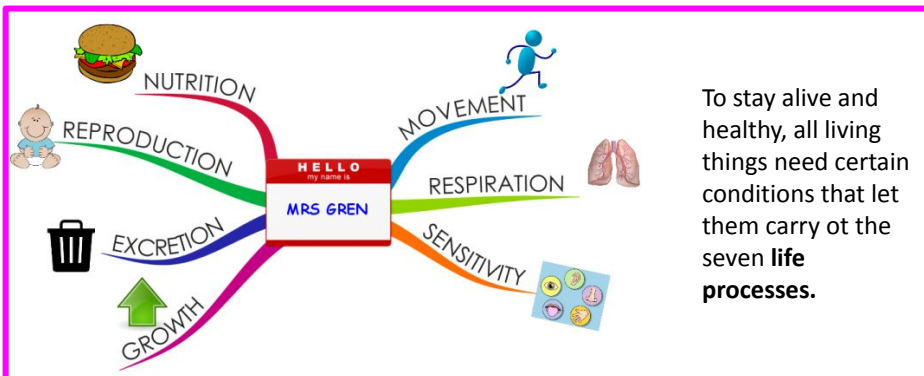 NUTRITION
REPRODUCTION
EXCRETION
GROWTH
HELLO
my name is
MRS GREN
MOVEMENT
RESPIRATION
SENSITIVITY
To stay alive and
healthy, all living
things need certain
conditions that let
them carry ot the
seven life
processes.